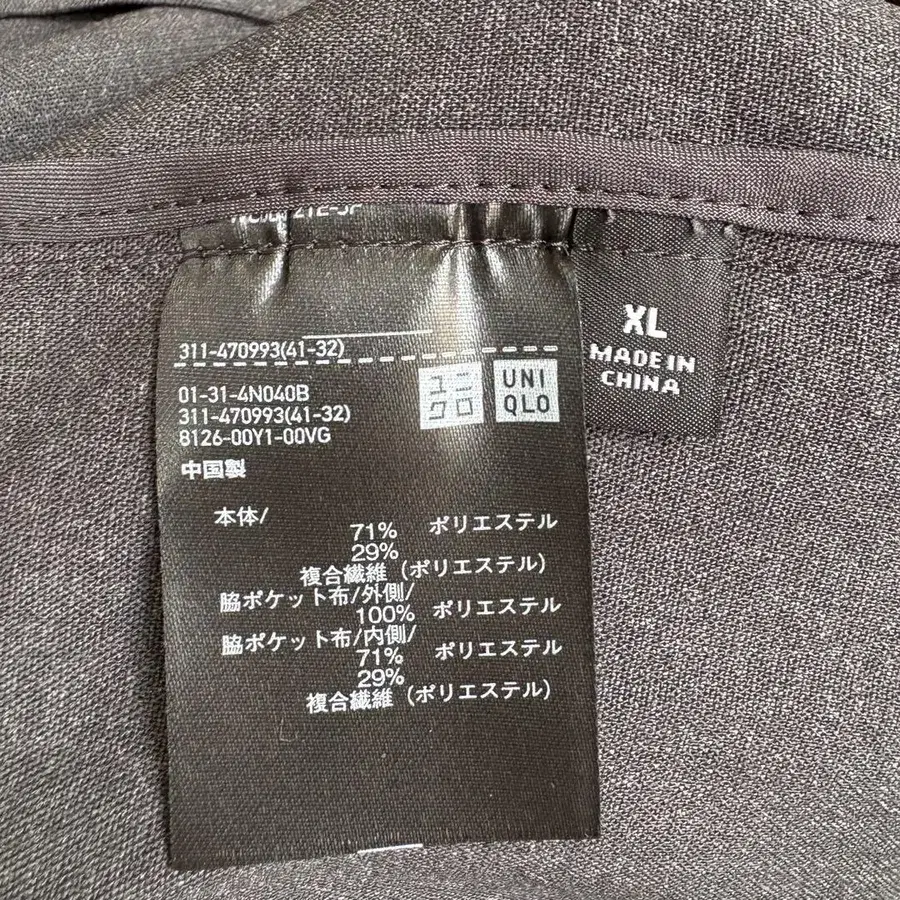 311-470993(41-32)
01-31-4N040B
311-470993(41-32)
8126-00Y1-00VG
中国製
ユニ
クロ
UNI
QLO
本体/
71% ポリエステル
29%
複合繊維(ポリエステル)
脇ポケット布/外側/
100% ポリエステル
脇ポケット布/内側/
71% ポリエステル
29%
複合繊維(ポリエステル)
XL
MADE IN
CHINA